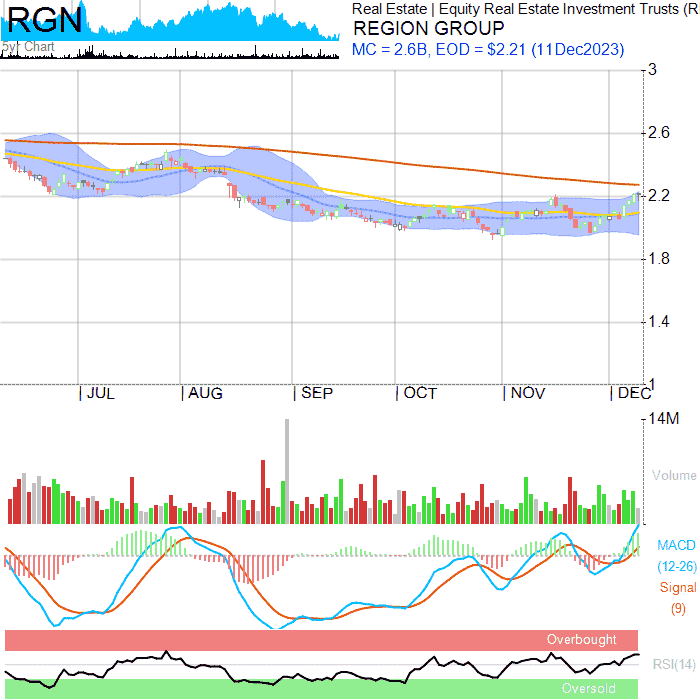 RGN
5yr Chart
Real Estate | Equity Real Estate Investment Trusts (R
REGION GROUP
MC = 2.6B, EOD = $2.21 (11Dec2023)
3
2.6
2.2
1.8
1.4
1
| JUL | AUG | SEP | OCT | NOV | DEC
14M
Volume
MACD
(12-26)
Signal
(9)
Overbought
RSI(14)
Oversold